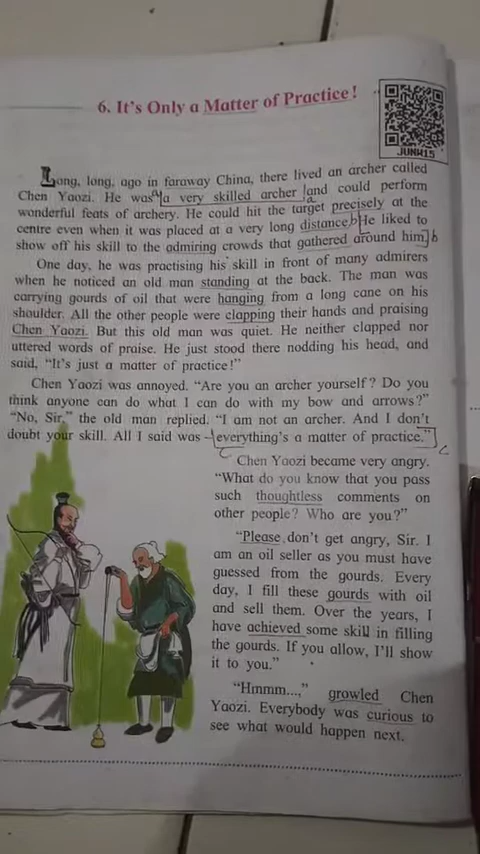 6. It's Only a Matter of Practice!
JUNH15
Long, long, ago in faraway China, there lived an archer called
Chen Yaozi. He was a very skilled archer and could perform
wonderful feats of archery. He could hit the target precisely at the
centre even when it was placed at a very long distance. He liked to
show off his skill to the admiring crowds that gathered around him.
One day, he was practising his skill in front of many admirers
when he noticed an old man standing at the back. The man was
carrying gourds of oil that were hanging from a long cane on his
shoulder. All the other people were clapping their hands and praising
Chen Yaozi. But this old man was quiet. He neither clapped nor
uttered words of praise. He just stood there nodding his head, and
said, "It's just a matter of practice!"
Chen Yaozi was annoyed. "Are you an archer yourself? Do you
think anyone can do what I can do with my bow and arrows?"
"No, Sir," the old man replied. "I am not an archer. And I don't
doubt your skill. All I said was - everything's a matter of practice."
Chen Yaozi became very angry.
"What do you know that you pass
such thoughtless comments on
other people? Who are you?"
"Please don't get angry, Sir. I
am an oil seller as you must have
guessed from the gourds. Every
day, I fill these gourds with oil
and sell them. Over the years, I
have achieved some skill in filling
the gourds. If you allow, I'll show
it to you."
"Hmmm...," growled Chen
Yaozi. Everybody was curious to
see what would happen next.